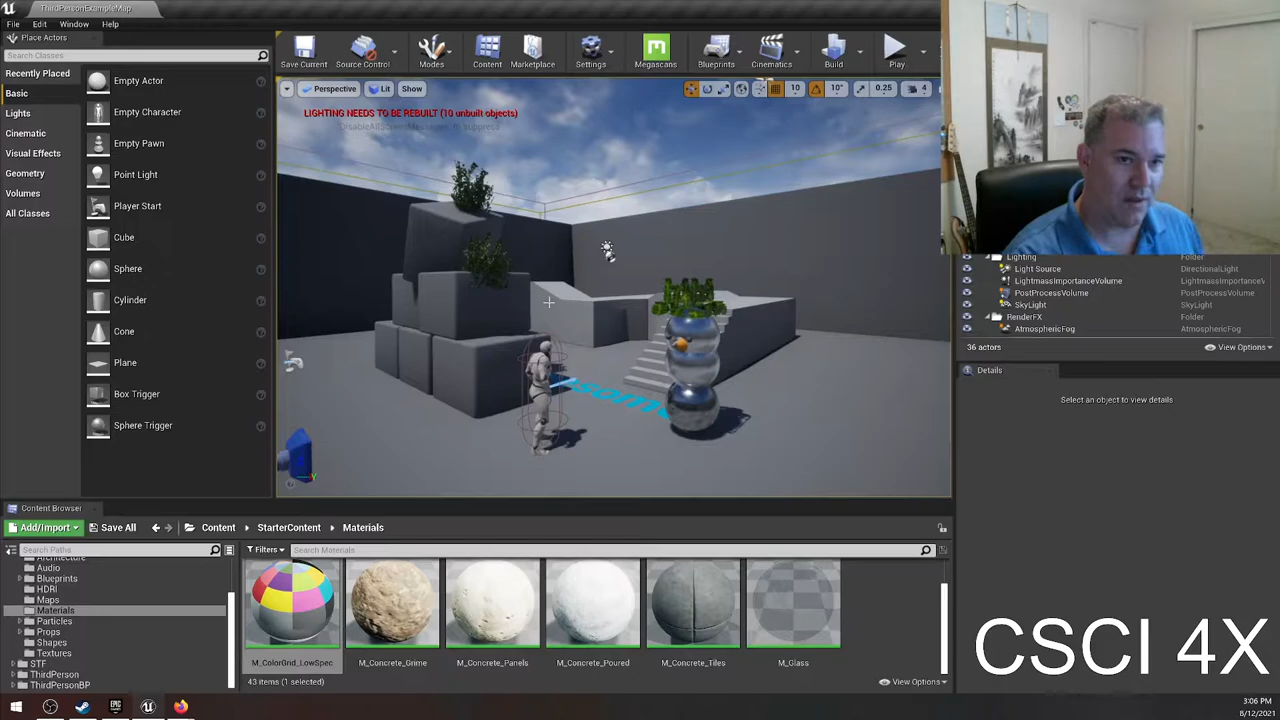 ThirdPersonExampleMap
File Edit Window Help
Place Actors
Search Classes
Recently Placed
Basic
Lights
Cinematic
Visual Effects
Geometry
Volumes
All Classes
Empty Actor
Empty Character
Empty Pawn
Point Light
Player Start
Cube
Sphere
Cylinder
Cone
Plane
Box Trigger
Sphere Trigger
Save Current Source Control Modes Content Marketplace Settings Megascans Blueprints Cinematics Build Play
Perspective Lit Show
10 10° 0.25 4
LIGHTING NEEDS TO BE REBUILT (10 unbuilt objects)
Lighting Folder
Light Source DirectionalLight
LightmassImportanceVolume LightmassImportanceVolume
PostProcessVolume PostProcessVolume
SkyLight SkyLight
RenderFX Folder
AtmosphericFog AtmosphericFog
36 actors View Options
Details
Select an object to view details
Content Browser
Add/Import Save All Content StarterContent Materials
Search Paths
Filters Search Materials
Architecture
Audio
Blueprints
HDRI
Maps
Materials
Particles
Props
Shapes
Textures
STF
ThirdPerson
ThirdPersonBP
M_ColorGrid_LowSpec M_Concrete_Grime M_Concrete_Panels M_Concrete_Poured M_Concrete_Tiles M_Glass
43 items (1 selected) View Options
CSCI 4X
3:06 PM
8/12/2021